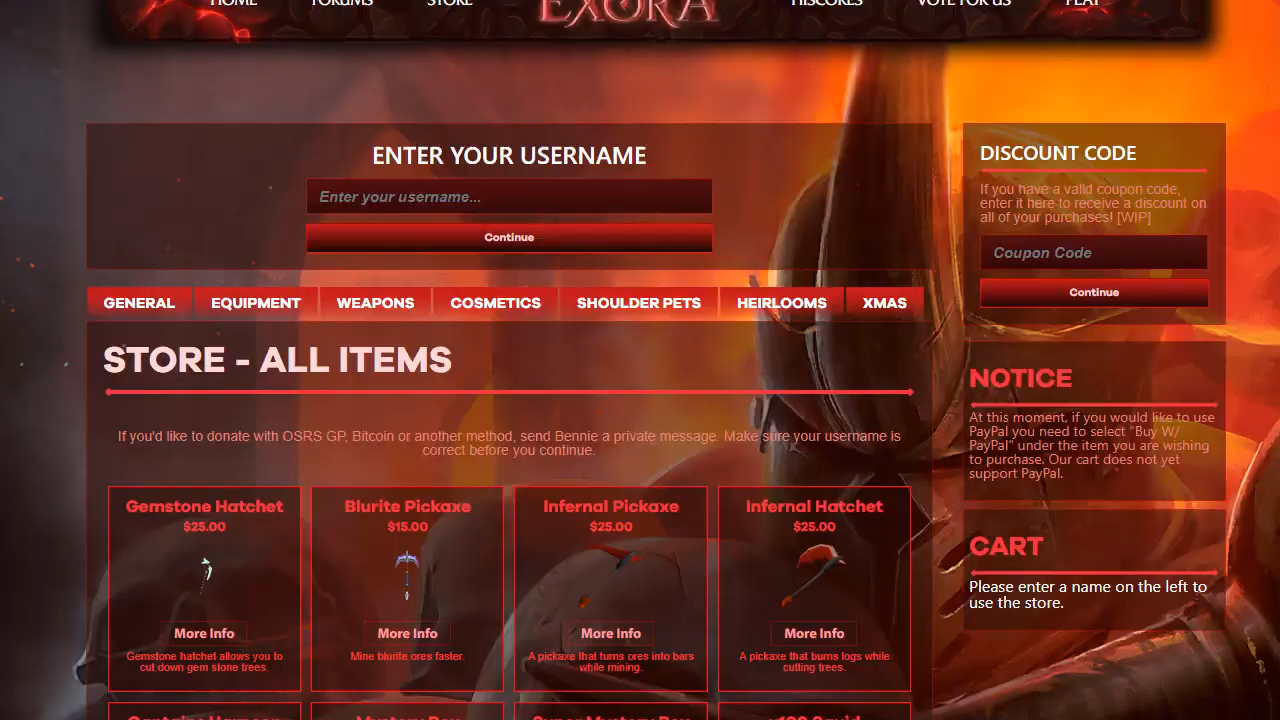 HOME FORUMS STORE EXORA HISCORES VOTE FOR US PLAY
ENTER YOUR USERNAME
Enter your username...
Continue
DISCOUNT CODE
If you have a valid coupon code,
enter it here to receive a discount on
all of your purchases! [WIP]
Coupon Code
Continue
GENERAL EQUIPMENT WEAPONS COSMETICS SHOULDER PETS HEIRLOOMS XMAS
STORE - ALL ITEMS
If you'd like to donate with OSRS GP, Bitcoin or another method, send Bennie a private message. Make sure your username is
correct before you continue.
NOTICE
At this moment, if you would like to use
PayPal you need to select "Buy W/
PayPal" under the item you are wishing
to purchase. Our cart does not yet
support PayPal.
Gemstone Hatchet
$25.00
More Info
Gemstone hatchet allows you to
cut down gem stone trees.
Blurite Pickaxe
$15.00
More Info
Mine blurite ores faster.
Infernal Pickaxe
$25.00
More Info
A pickaxe that turns ores into bars
while mining.
Infernal Hatchet
$25.00
More Info
A pickaxe that burns logs while
cutting trees.
CART
Please enter a name on the left to
use the store.
Captains Harpoon Mystery Box Super Mystery Box x100 Squid